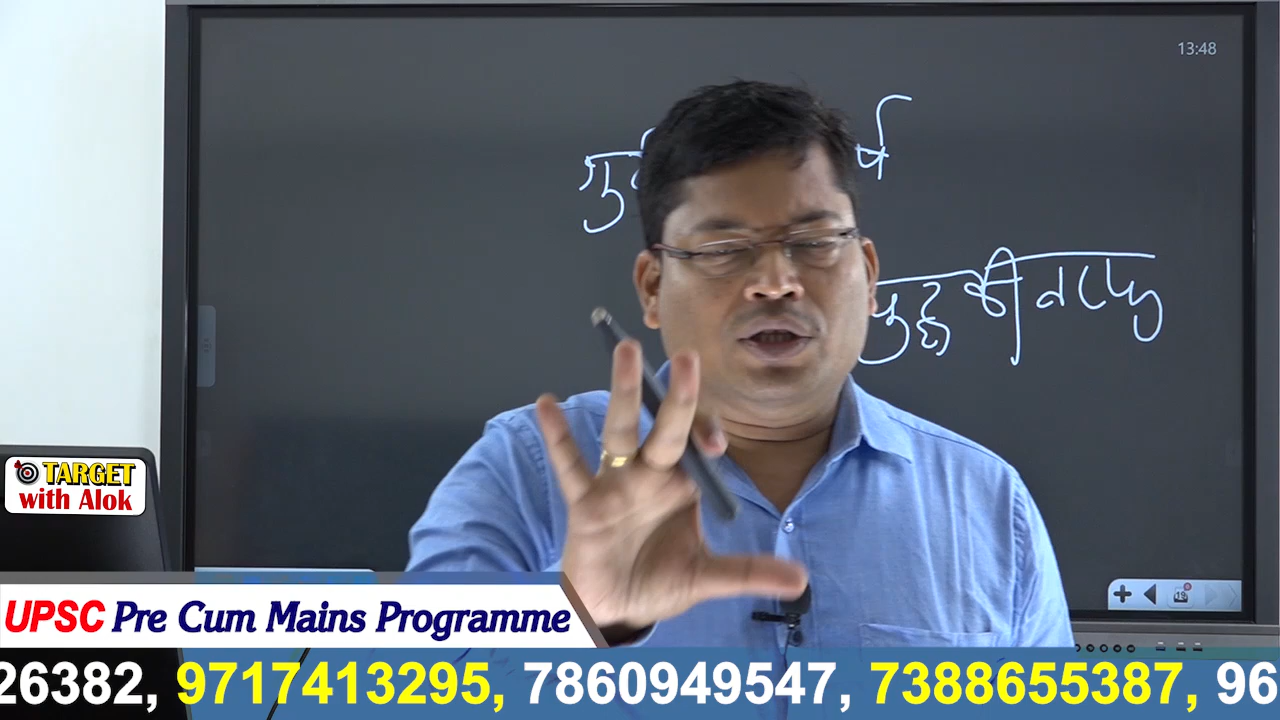 13:48
TARGET
with Alok
UPSC Pre Cum Mains Programme
26382, 9717413295, 7860949547, 7388655387, 96